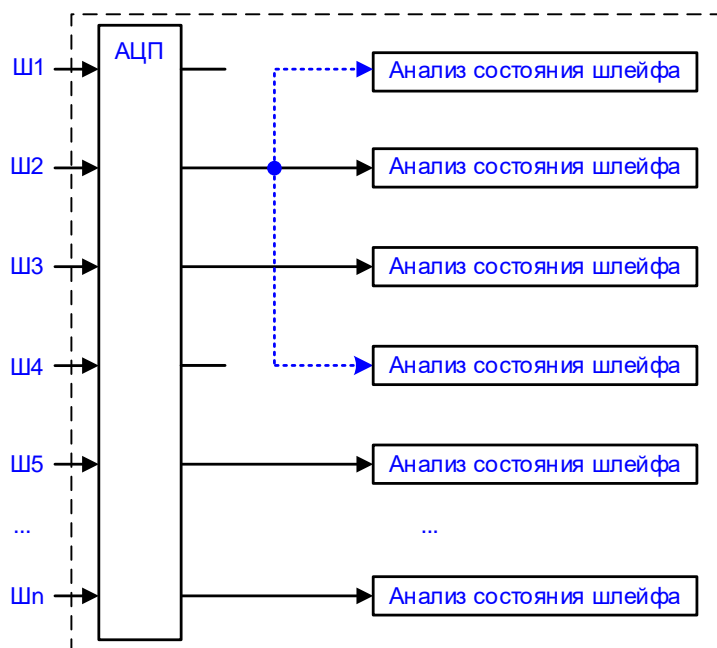 АЦП
Ш1
Анализ состояния шлейфа
Ш2
Анализ состояния шлейфа
Ш3
Анализ состояния шлейфа
Ш4
Анализ состояния шлейфа
Ш5
Анализ состояния шлейфа
...
...
Шn
Анализ состояния шлейфа